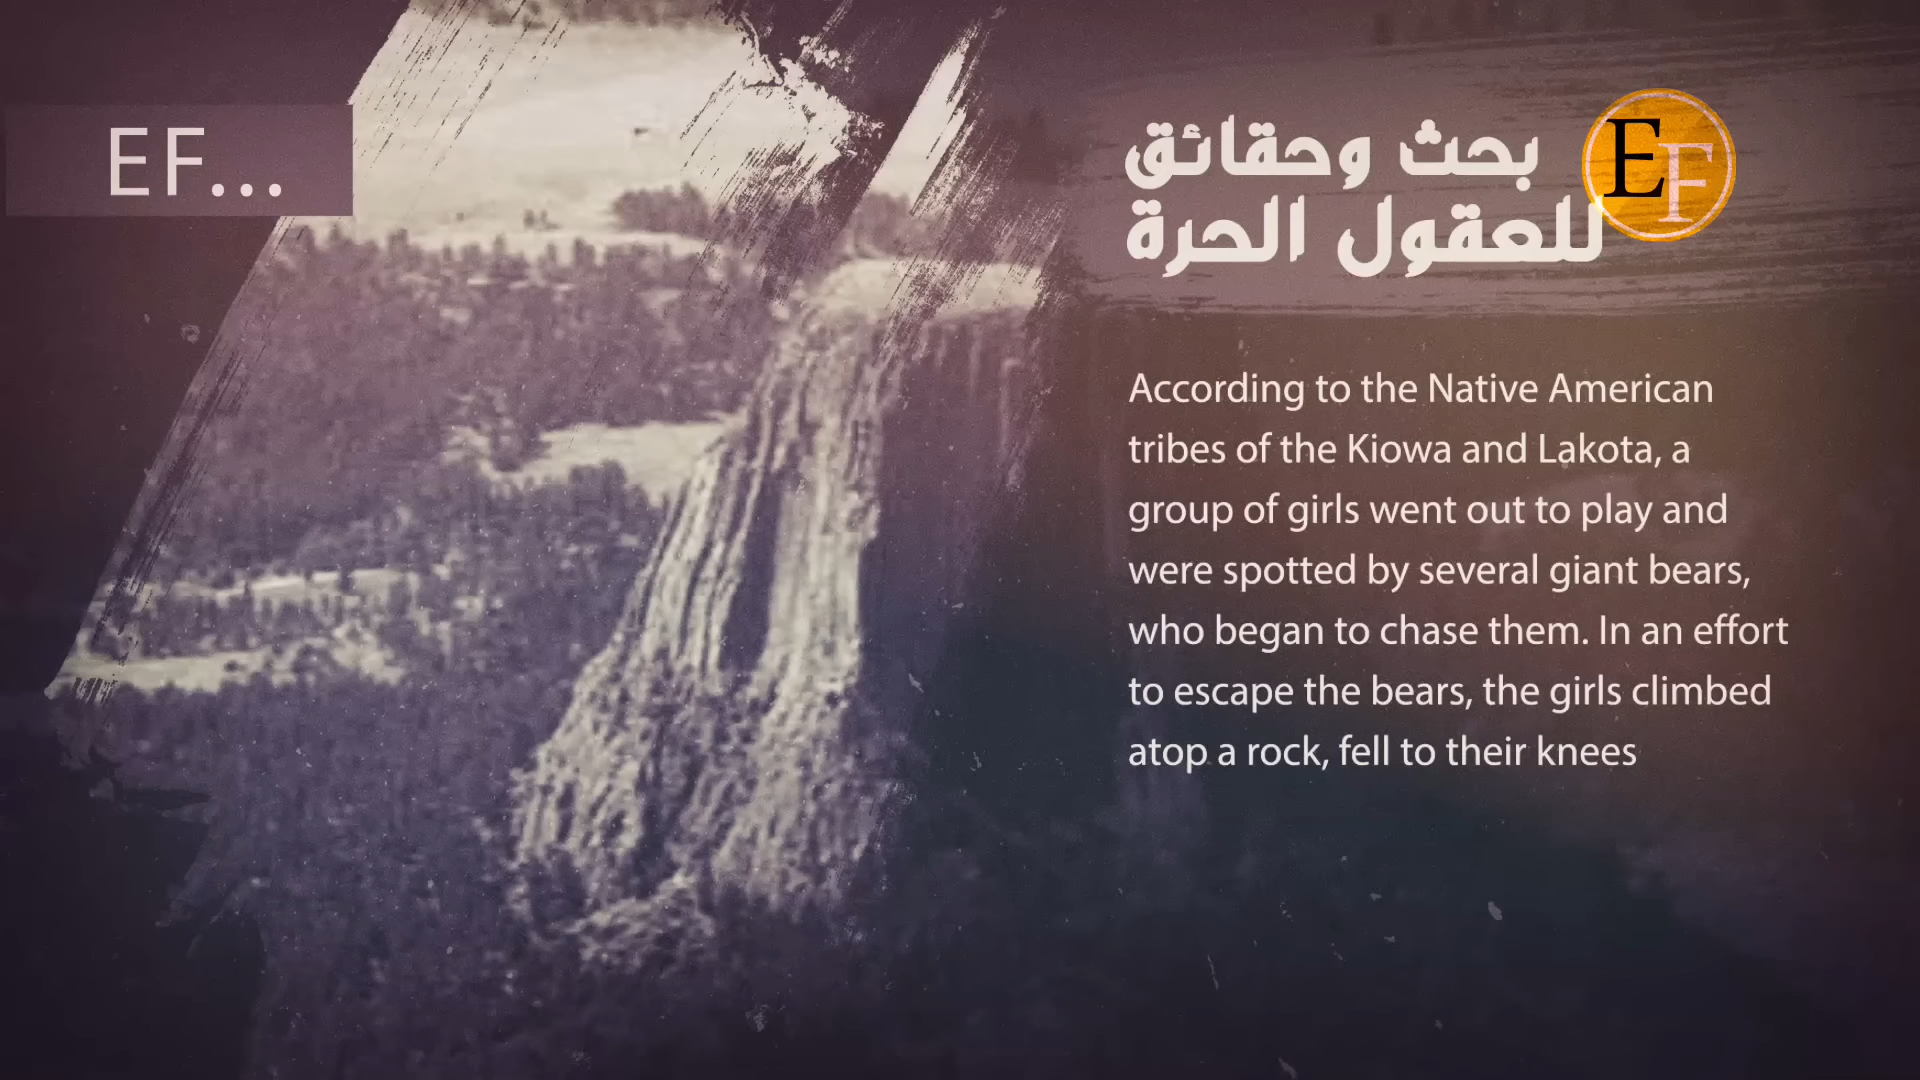 EF...
بحث وحقائق
للعقول الحرة
EF
According to the Native American
tribes of the Kiowa and Lakota, a
group of girls went out to play and
were spotted by several giant bears,
who began to chase them. In an effort
to escape the bears, the girls climbed
atop a rock, fell to their knees